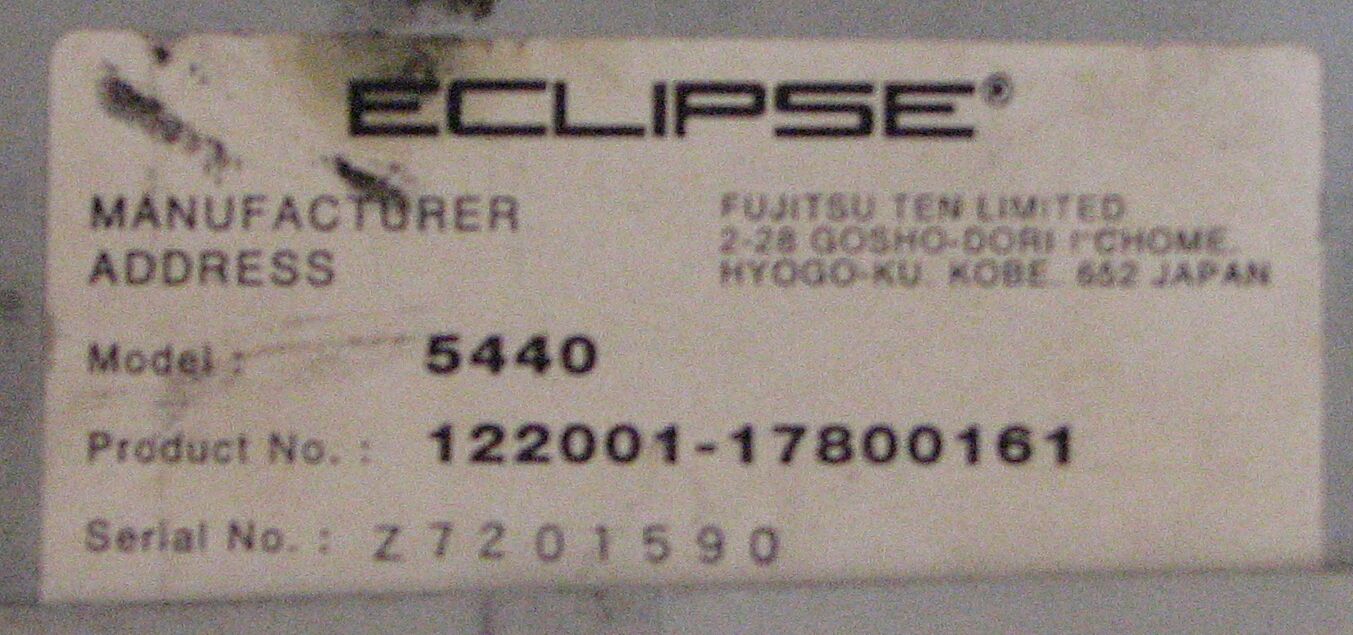 ECLIPSE®
MANUFACTURER
ADDRESS
FUJITSU TEN LIMITED
2-28 GOSHO-DORI 1-CHOME,
HYOGO-KU. KOBE. 652 JAPAN
Model : 5440
Product No. : 122001-17800161
Serial No. : Z7201590